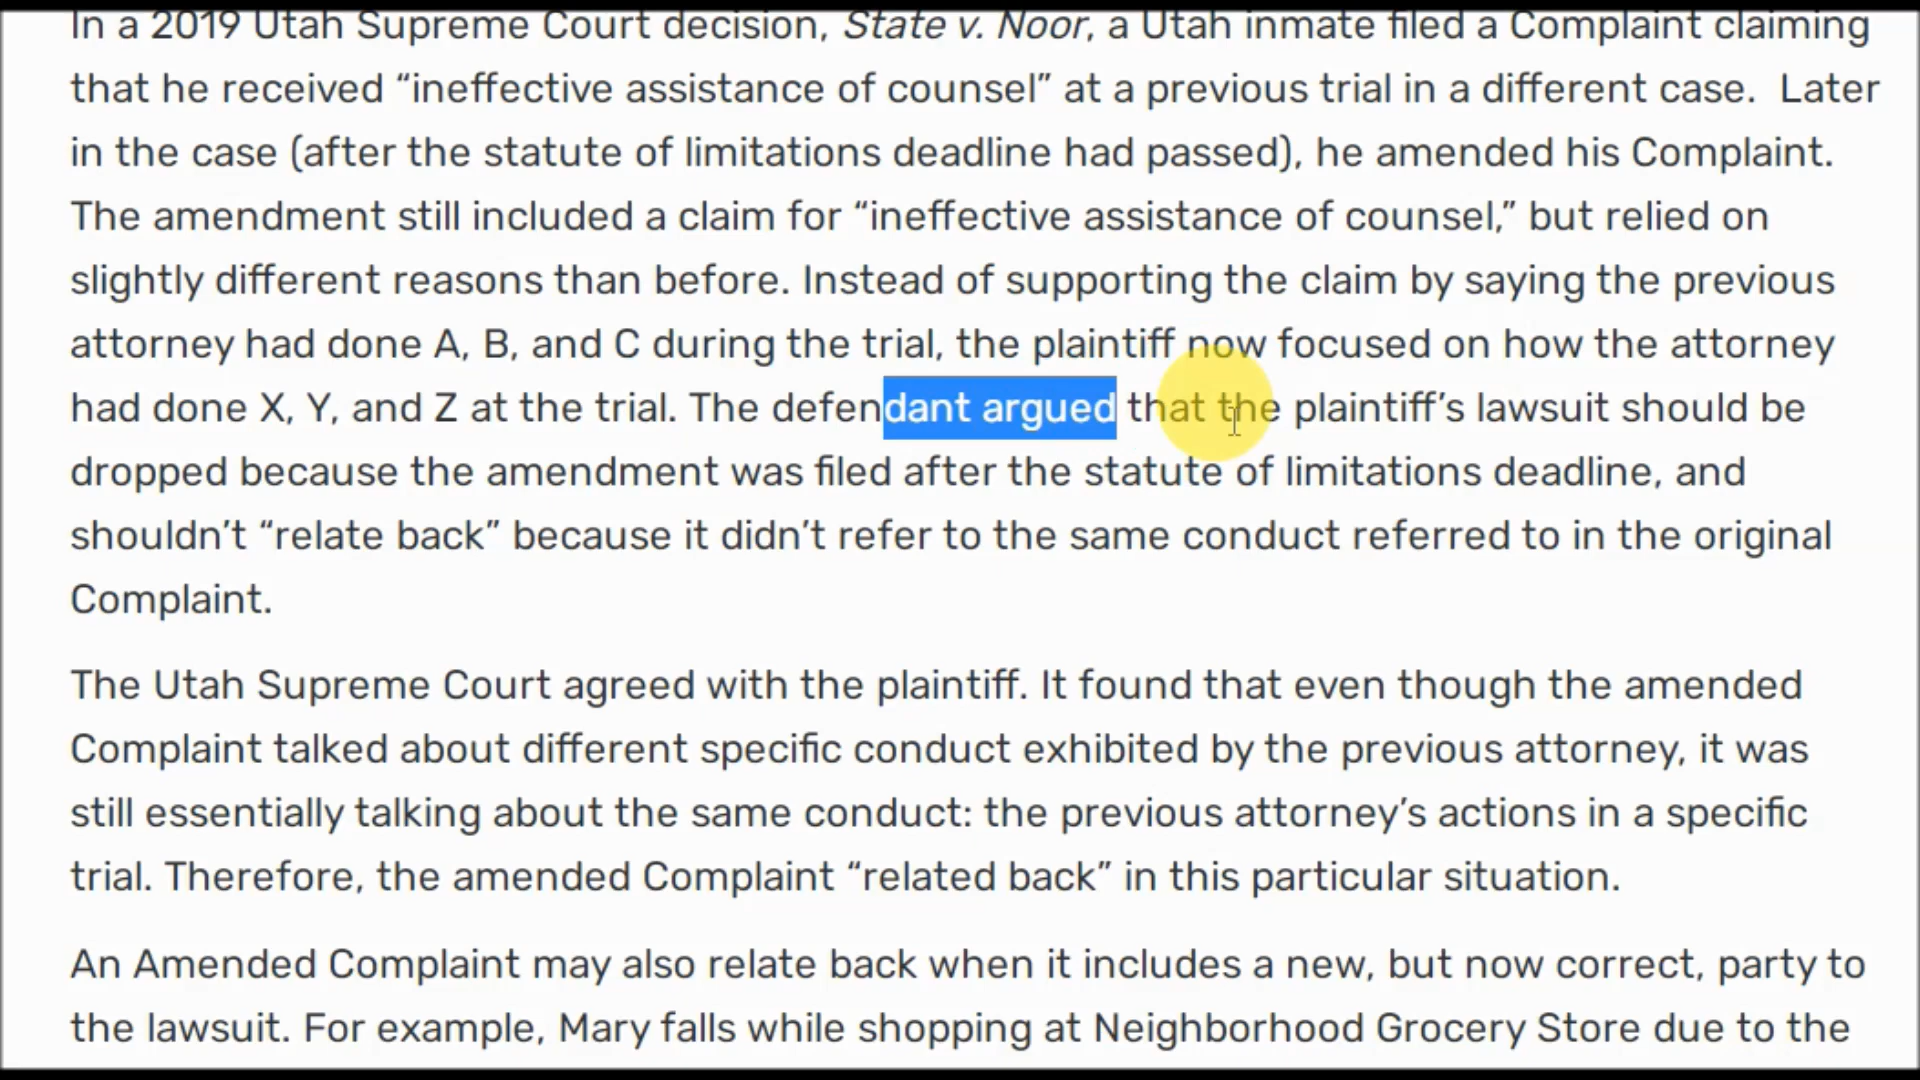 In a 2019 Utah Supreme Court decision, State v. Noor, a Utah inmate filed a Complaint claiming
that he received “ineffective assistance of counsel” at a previous trial in a different case.  Later
in the case (after the statute of limitations deadline had passed), he amended his Complaint.
The amendment still included a claim for “ineffective assistance of counsel,” but relied on
slightly different reasons than before. Instead of supporting the claim by saying the previous
attorney had done A, B, and C during the trial, the plaintiff now focused on how the attorney
had done X, Y, and Z at the trial. The defendant argued that the plaintiff’s lawsuit should be
dropped because the amendment was filed after the statute of limitations deadline, and
shouldn’t “relate back” because it didn’t refer to the same conduct referred to in the original
Complaint.
The Utah Supreme Court agreed with the plaintiff. It found that even though the amended
Complaint talked about different specific conduct exhibited by the previous attorney, it was
still essentially talking about the same conduct: the previous attorney’s actions in a specific
trial. Therefore, the amended Complaint “related back” in this particular situation.
An Amended Complaint may also relate back when it includes a new, but now correct, party to
the lawsuit. For example, Mary falls while shopping at Neighborhood Grocery Store due to the